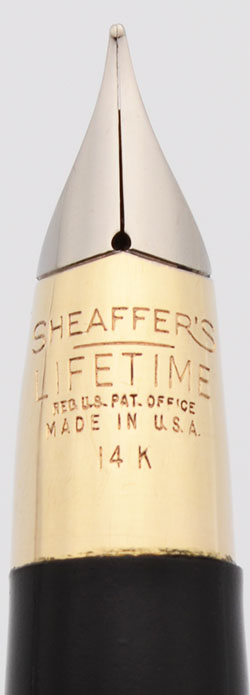 SHEAFFER'S
LIFETIME
REG. U.S. PAT. OFFICE
MADE IN U.S.A.
14 K